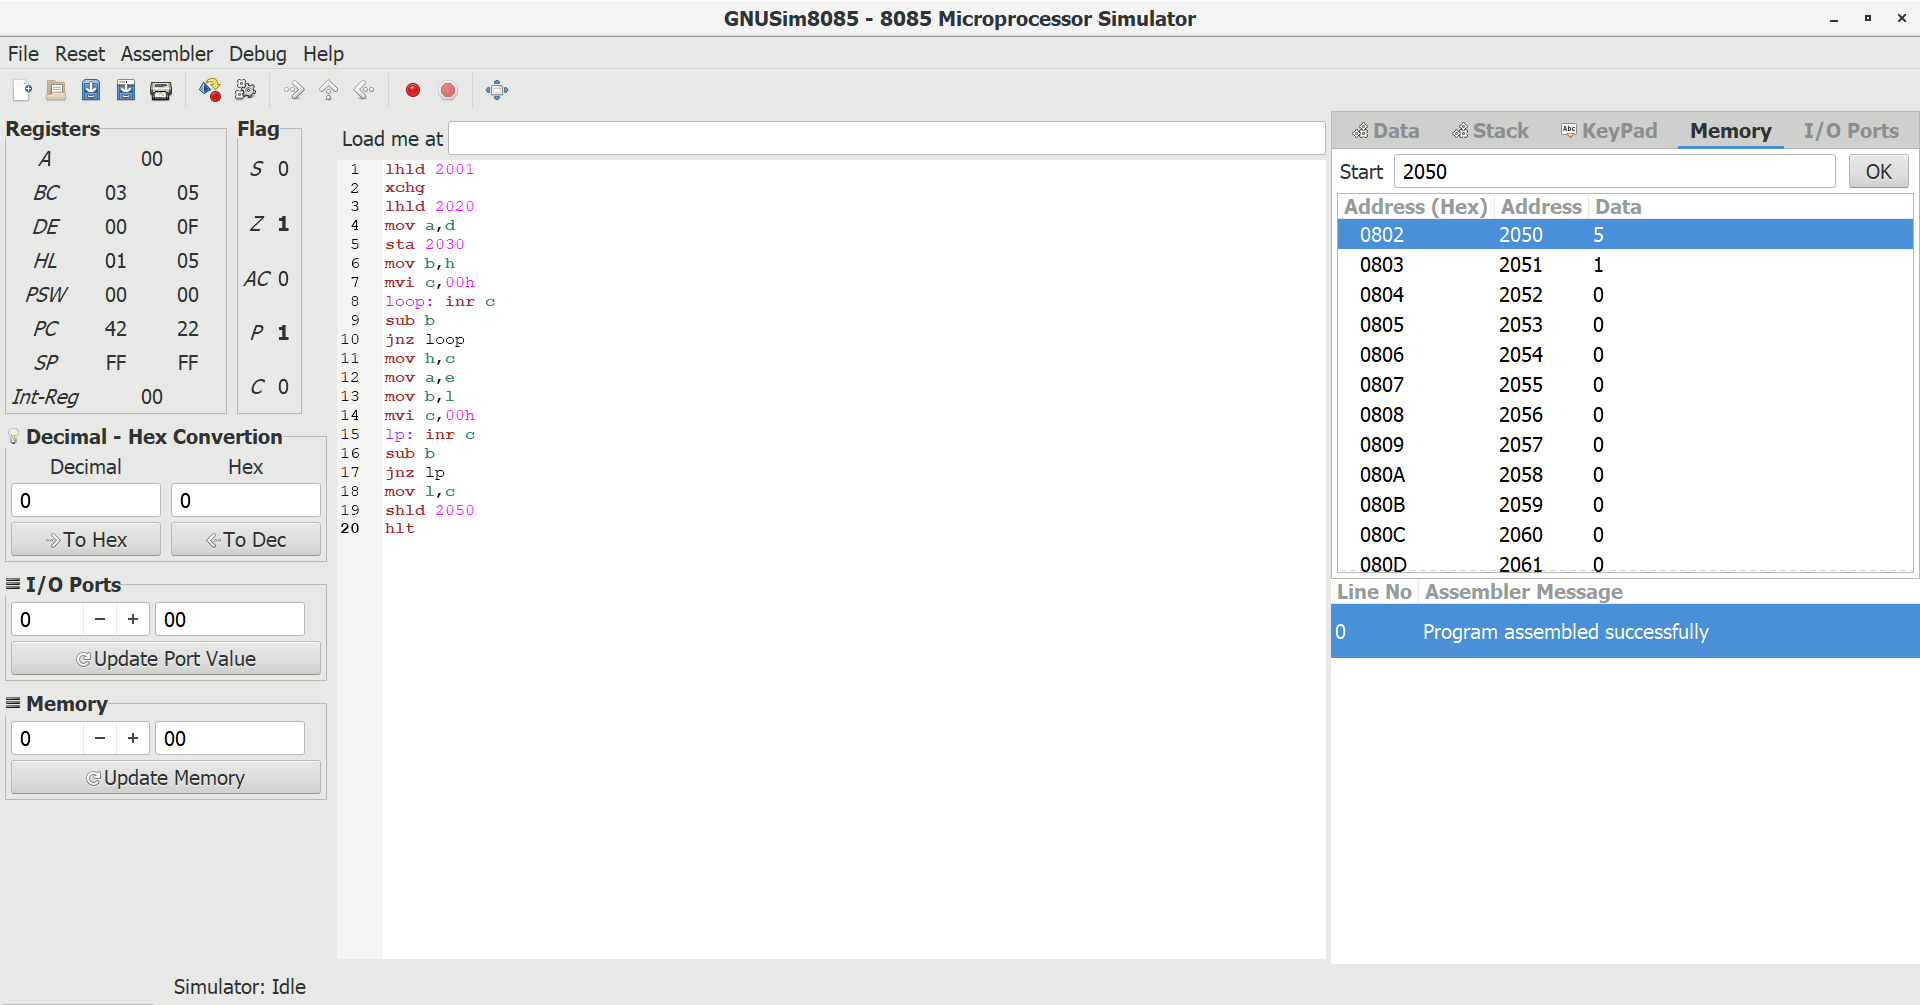 GNUSim8085 - 8085 Microprocessor Simulator
File Reset Assembler Debug Help
Registers
A 00
BC 03 05
DE 00 0F
HL 01 05
PSW 00 00
PC 42 22
SP FF FF
Int-Reg 00
Flag
S 0
Z 1
AC 0
P 1
C 0
Decimal - Hex Convertion
Decimal Hex
0 0
To Hex To Dec
I/O Ports
0 − + 00
Update Port Value
Memory
0 − + 00
Update Memory
Load me at
1 lhld 2001
2 xchg
3 lhld 2020
4 mov a,d
5 sta 2030
6 mov b,h
7 mvi c,00h
8 loop: inr c
9 sub b
10 jnz loop
11 mov h,c
12 mov a,e
13 mov b,l
14 mvi c,00h
15 lp: inr c
16 sub b
17 jnz lp
18 mov l,c
19 shld 2050
20 hlt
Data Stack Abc KeyPad Memory I/O Ports
Start 2050 OK
Address (Hex) Address Data
0802 2050 5
0803 2051 1
0804 2052 0
0805 2053 0
0806 2054 0
0807 2055 0
0808 2056 0
0809 2057 0
080A 2058 0
080B 2059 0
080C 2060 0
080D 2061 0
Line No Assembler Message
0 Program assembled successfully
Simulator: Idle